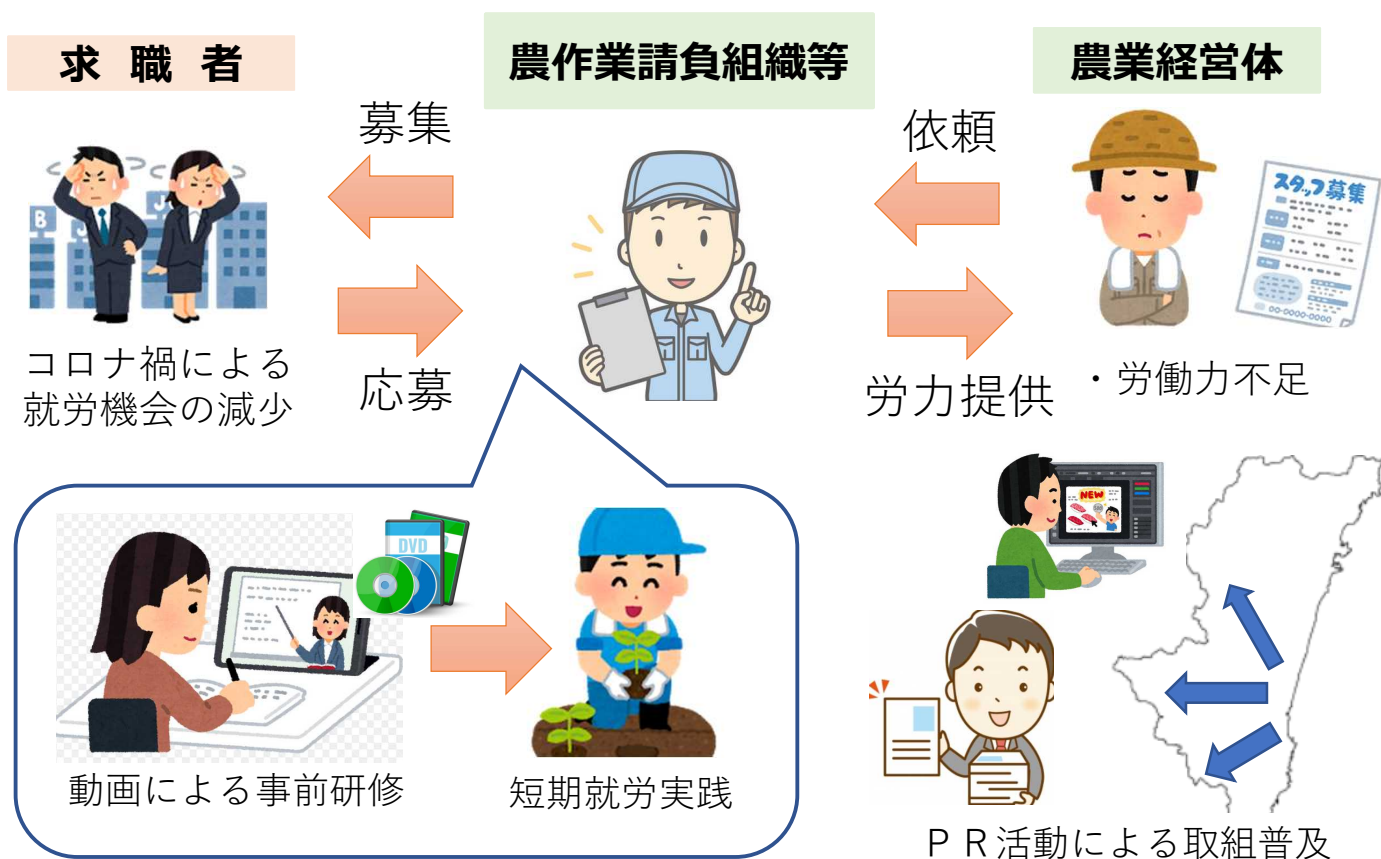 求職者
農作業請負組織等
農業経営体
募集
依頼
スタッフ募集
00-0000-0000
B
J
応募
労力提供
コロナ禍による
就労機会の減少
・労働力不足
DVD
NEW
動画による事前研修
短期就労実践
ＰＲ活動による取組普及